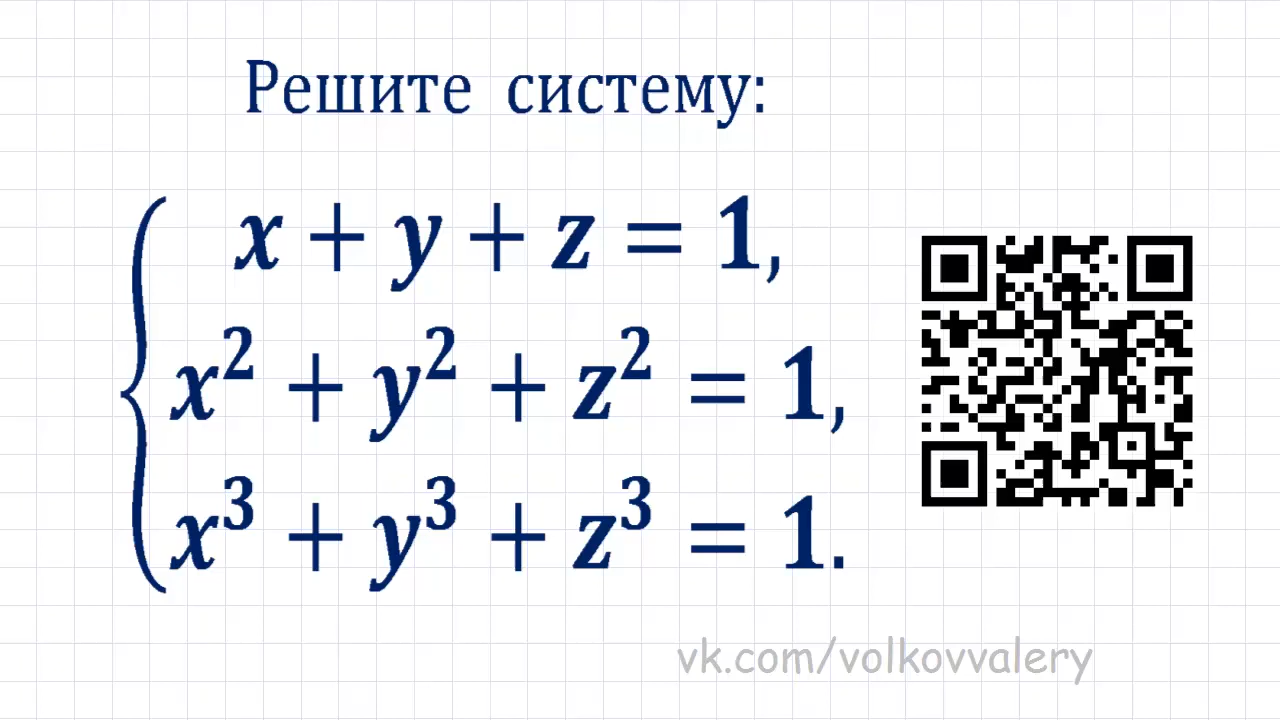 Решите систему:
x + y + z = 1,
x² + y² + z² = 1,
x³ + y³ + z³ = 1.
vk.com/volkovvalery